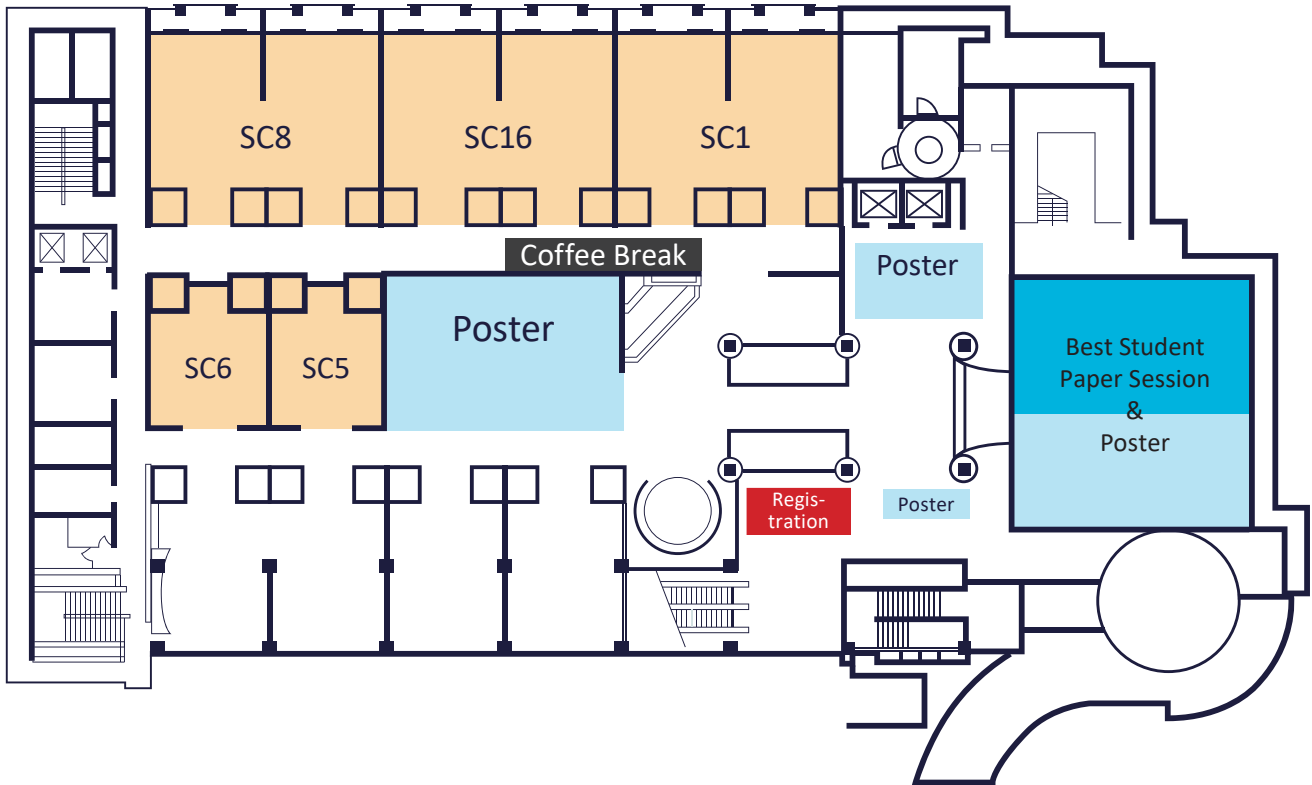 SC8
SC16
SC1
Coffee Break
Poster
Poster
SC6
SC5
Best Student
Paper Session
&
Poster
Regis-
tration
Poster